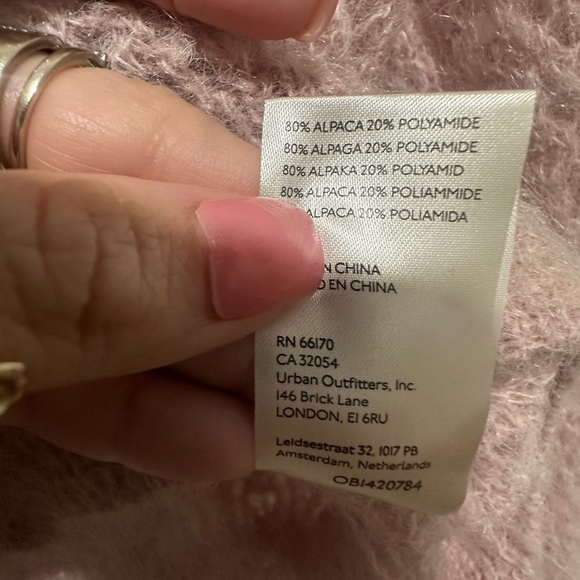 80% ALPACA 20% POLYAMIDE
80% ALPAGA 20% POLYAMIDE
80% ALPAKA 20% POLYAMID
80% ALPACA 20% POLIAMMIDE
ALPACA 20% POLIAMIDA
N CHINA
EN CHINA
RN 66170
CA 32054
Urban Outfitters, Inc.
146 Brick Lane
LONDON, E1 6RU
Leidsestraat 32, 1017 PB
Amsterdam, Netherlands
OB1420784